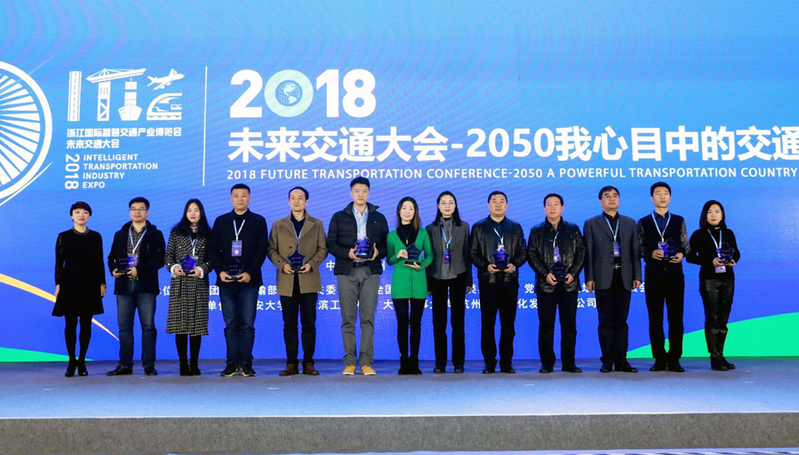 浙江国际智慧交通产业博览会
未来交通大会
2018 INTELLIGENT
TRANSPORTATION
INDUSTRY
EXPO
2018
未来交通大会-2050我心目中的交通
2018 FUTURE TRANSPORTATION CONFERENCE-2050 A POWERFUL TRANSPORTATION COUNTRY